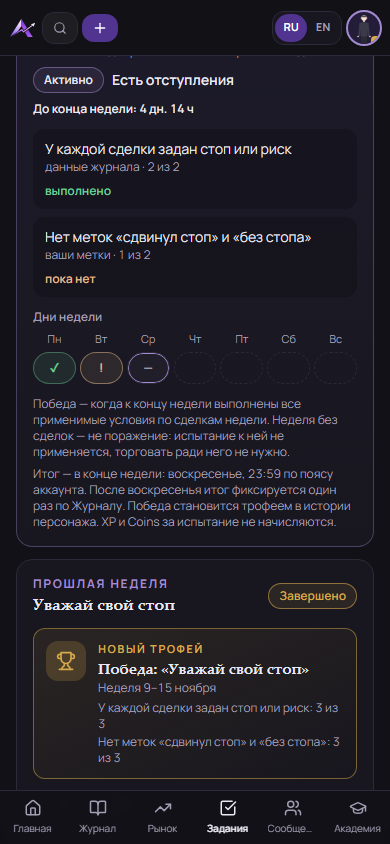 RU EN
Активно Есть отступления
До конца недели: 4 дн. 14 ч
У каждой сделки задан стоп или риск
данные журнала · 2 из 2
выполнено
Нет меток «сдвинул стоп» и «без стопа»
ваши метки · 1 из 2
пока нет
Дни недели
Пн Вт Ср Чт Пт Сб Вс
✓ ! —
Победа — когда к концу недели выполнены все
применимые условия по сделкам недели. Неделя без
сделок — не поражение: испытание к ней не
применяется, торговать ради него не нужно.
Итог — в конце недели: воскресенье, 23:59 по поясу
аккаунта. После воскресенья итог фиксируется один
раз по Журналу. Победа становится трофеем в истории
персонажа. XP и Coins за испытание не начисляются.
ПРОШЛАЯ НЕДЕЛЯ
Уважай свой стоп
Завершено
НОВЫЙ ТРОФЕЙ
Победа: «Уважай свой стоп»
Неделя 9–15 ноября
У каждой сделки задан стоп или риск: 3 из
3
Нет меток «сдвинул стоп» и «без стопа»: 3
из 3
Главная Журнал Рынок Задания Сообще... Академия